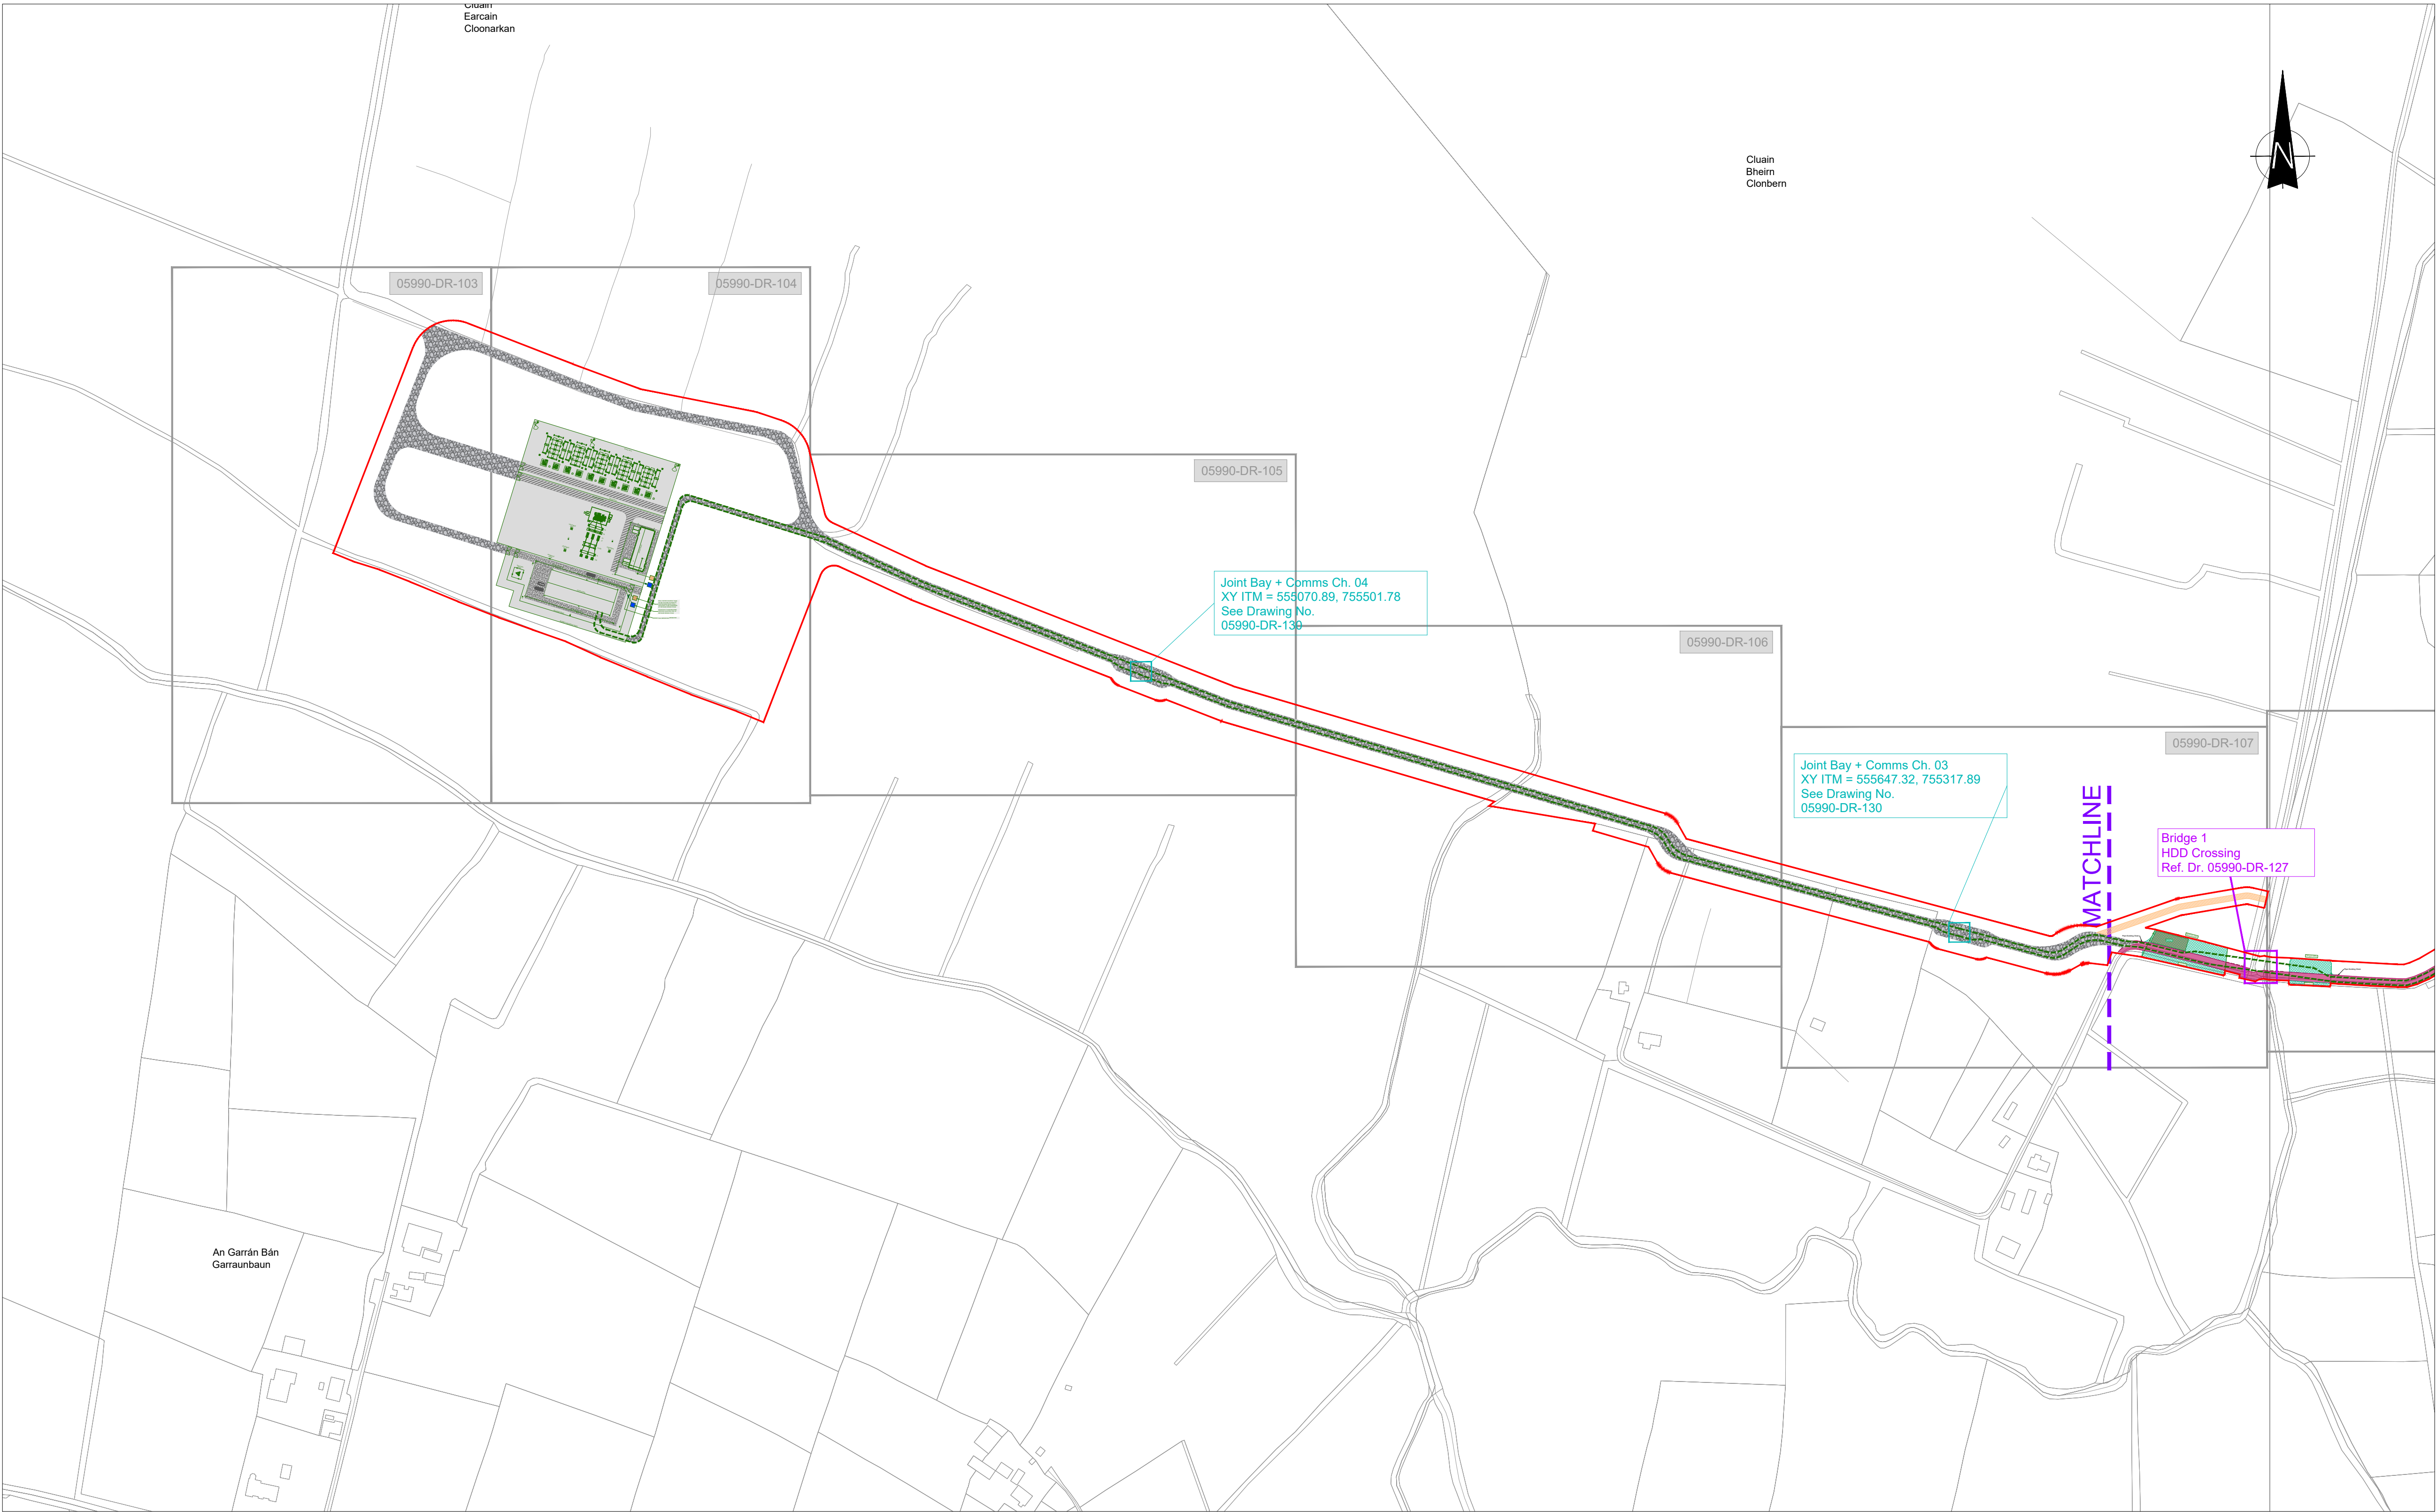 Cluain
Earcain
Cloonarkan
Cluain
Bheirn
Clonbern
N
05990-DR-103
05990-DR-104
05990-DR-105
Joint Bay + Comms Ch. 04
XY ITM = 555070.89, 755501.78
See Drawing No.
05990-DR-130
05990-DR-106
05990-DR-107
Joint Bay + Comms Ch. 03
XY ITM = 555647.32, 755317.89
See Drawing No.
05990-DR-130
MATCHLINE
Bridge 1
HDD Crossing
Ref. Dr. 05990-DR-127
An Garrán Bán
Garraunbaun